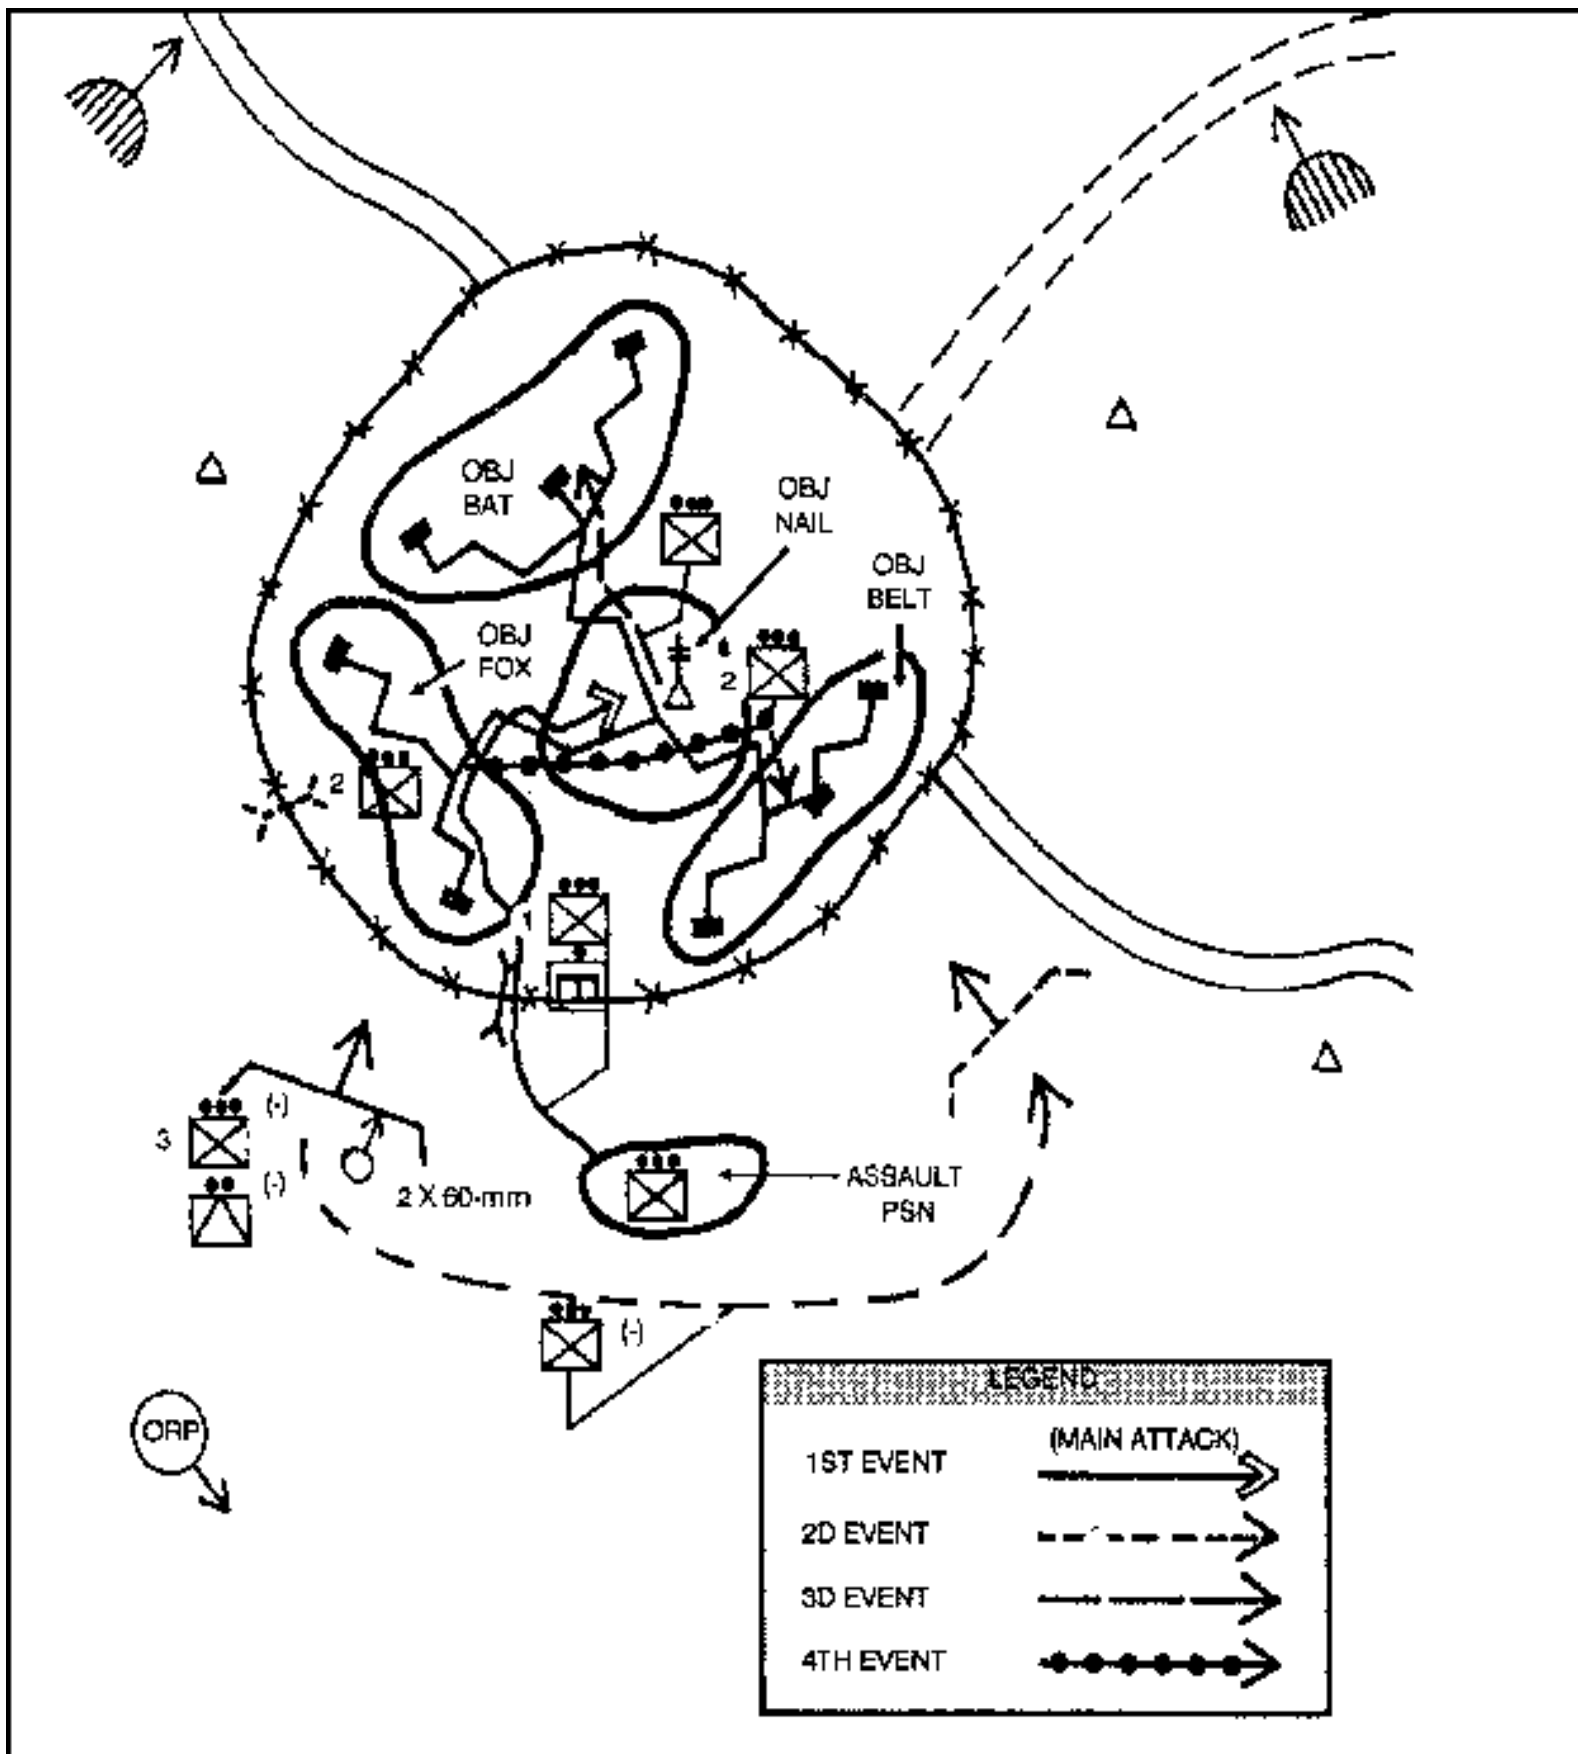 OBJ
BAT
OBJ
NAIL
OBJ
BELT
OBJ
FOX
2
2
1
(-)
3
(-)
2 X 60-mm
ASSAULT
PSN
(-)
ORP
LEGEND
(MAIN ATTACK)
1ST EVENT
2D EVENT
3D EVENT
4TH EVENT